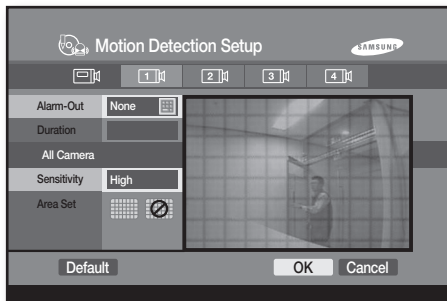 Motion Detection Setup
SAMSUNG
1 2 3 4
Alarm-Out None
Duration
All Camera
Sensitivity High
Area Set
Default OK Cancel